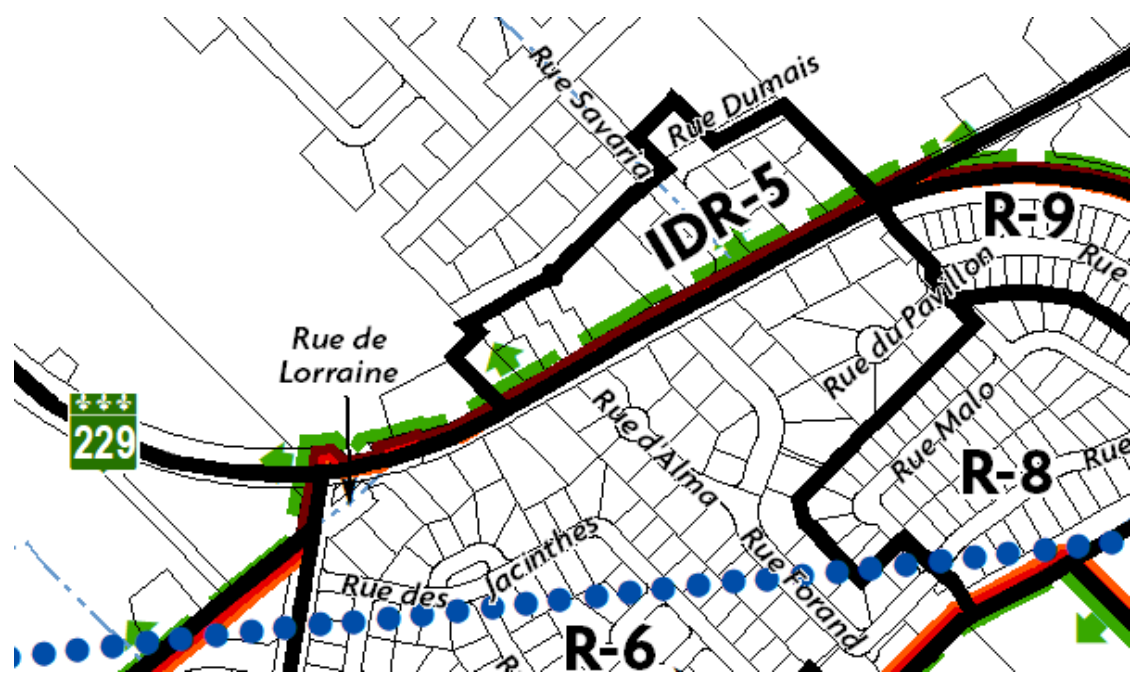 Rue Savaria
Rue Dumais
IDR-5
R-9
Rue
Rue du Pavillon
Rue de
Lorraine
229
Rue d'Alma
Rue Malo
R-8
Rue
Rue des Jacinthes
Rue Forand
R-6